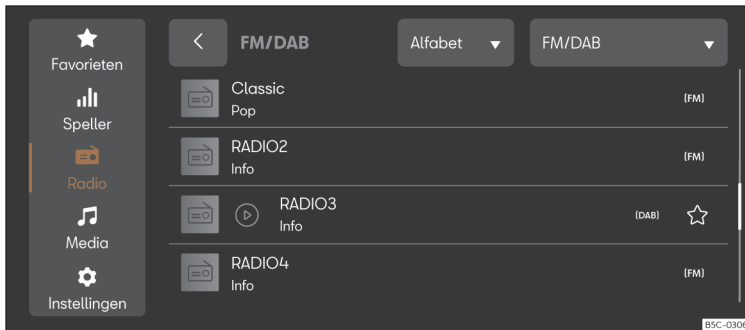 Favorieten
Speller
Radio
Media
Instellingen
FM/DAB
Alfabet
FM/DAB
Classic
Pop
(FM)
RADIO2
Info
(FM)
RADIO3
Info
(DAB)
RADIO4
Info
(FM)
B5C-0306